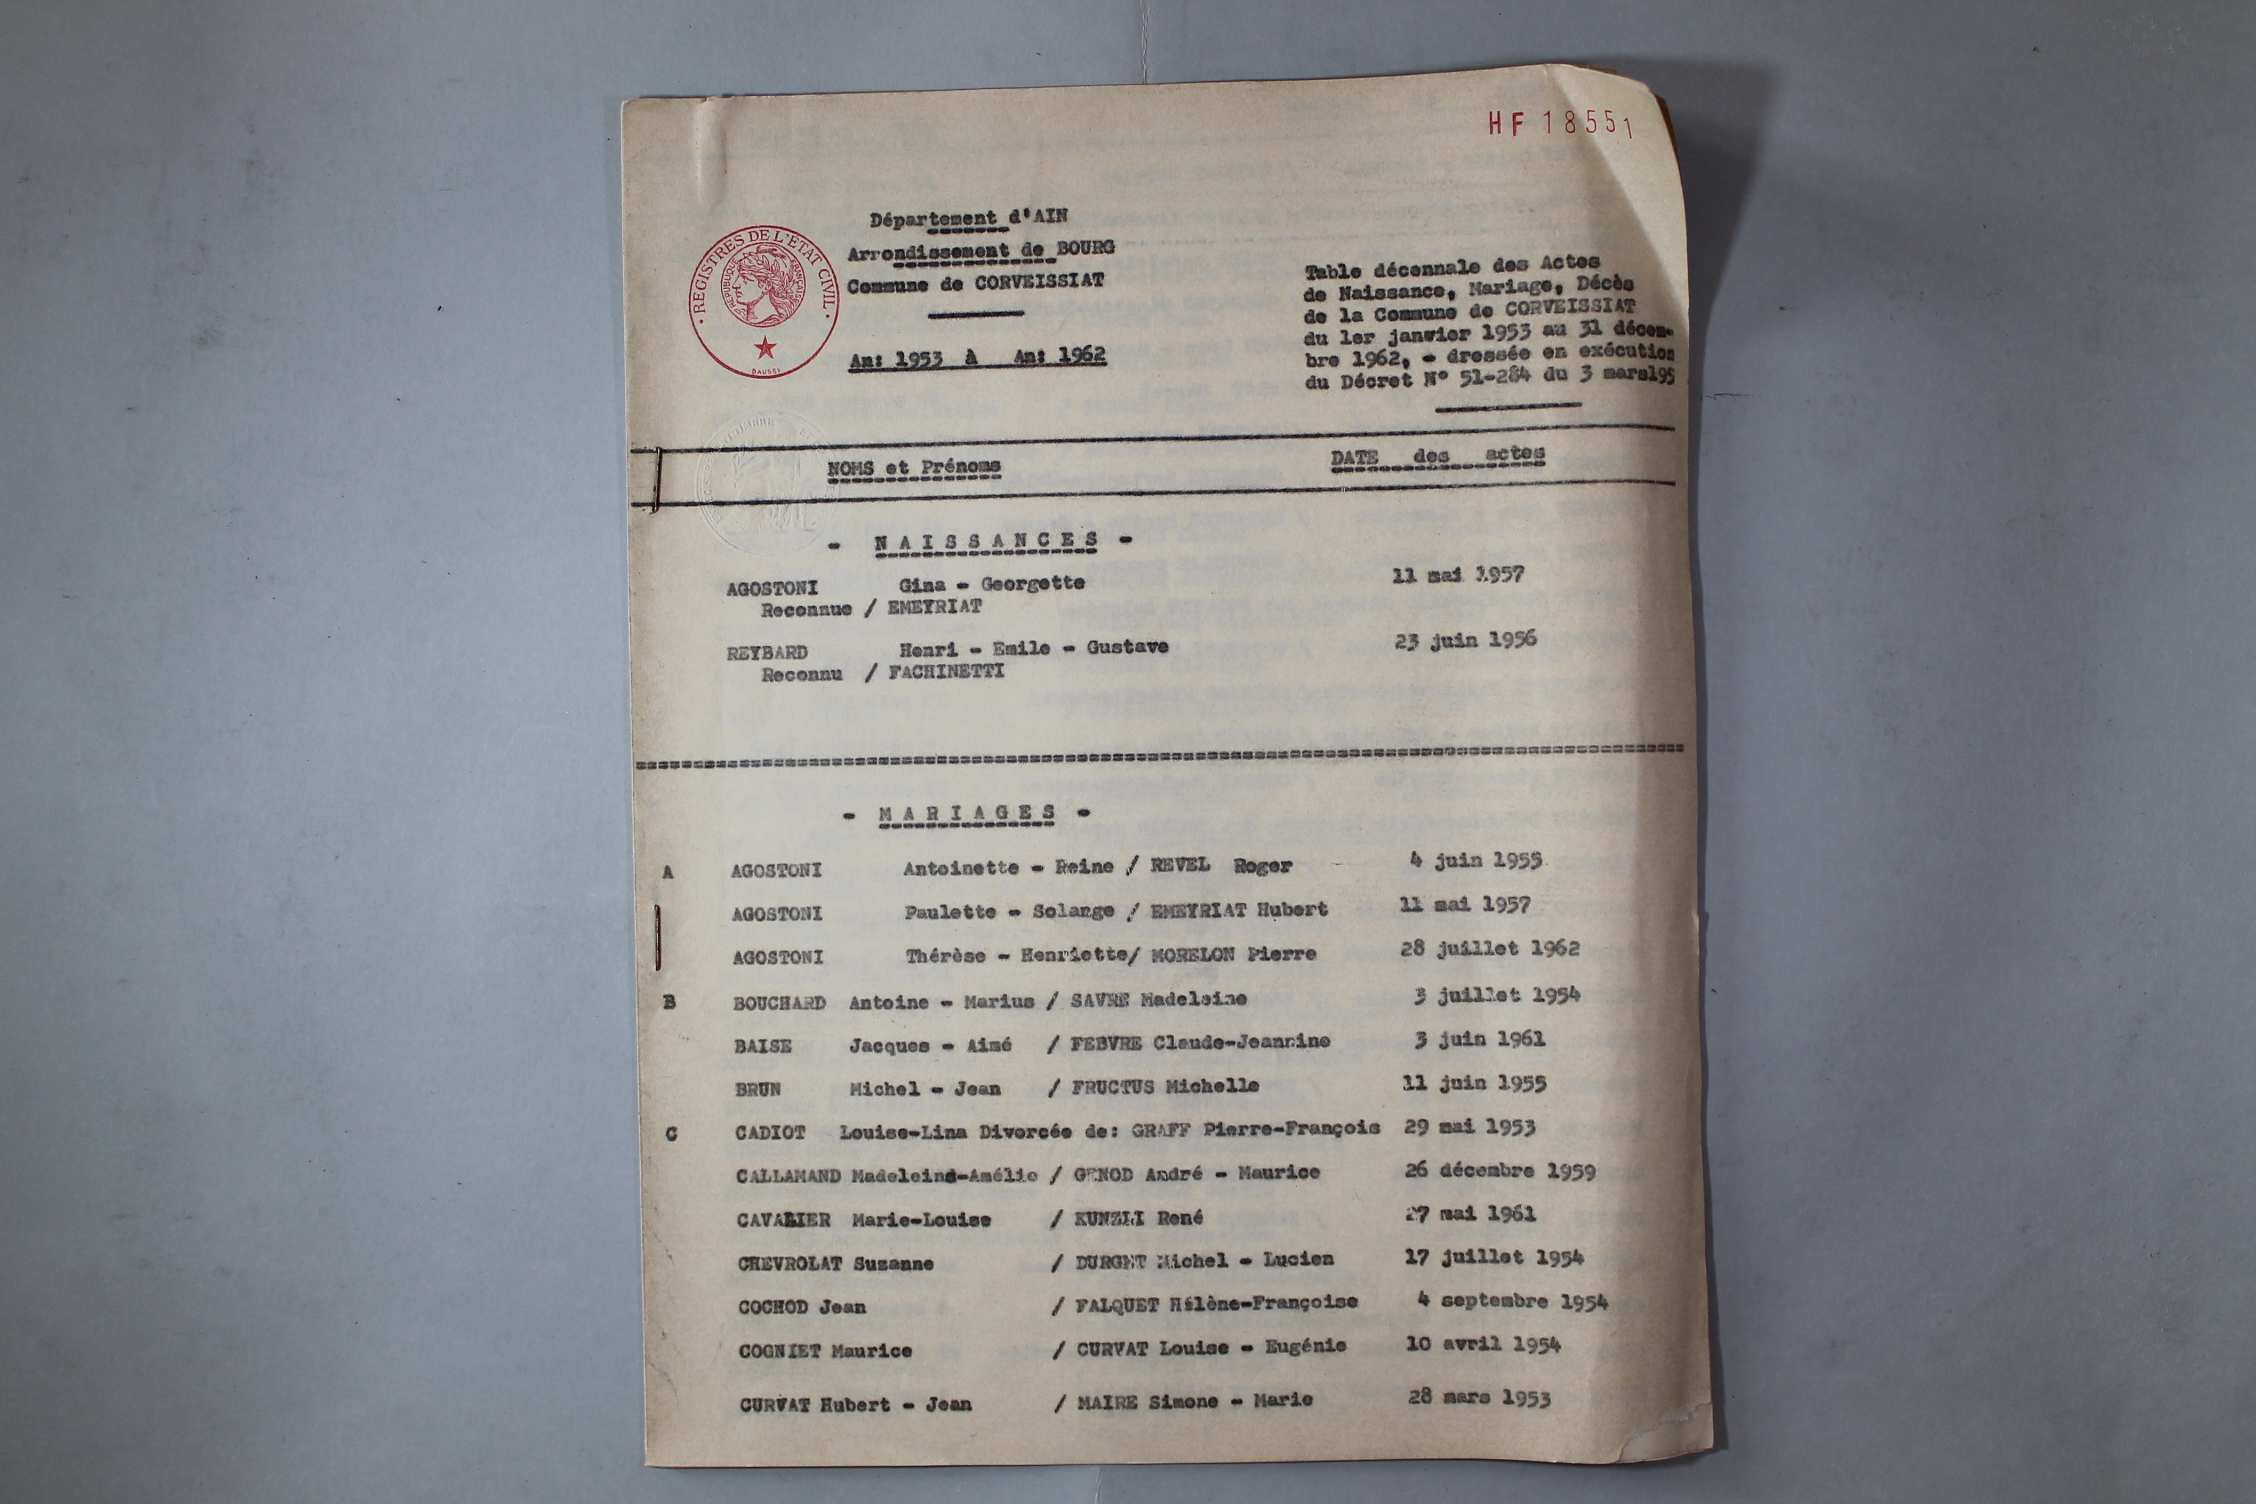 HF 18551
Département d'AIN
Arrondissement de BOURG
Commune de CORVEISSIAT
An: 1953 à An: 1962
· REGISTRES DE L'ETAT CIVIL ·
REPUBLIQUE FRANÇAISE
DAUSSI
Table décennale des Actes
de Naissance, Mariage, Décès
de la Commune de CORVEISSIAT
du 1er janvier 1953 au 31 décem-
bre 1962, - dressée en exécution
du Décret N° 51-284 du 3 mars195
NOMS et Prénoms DATE des actes
- NAISSANCES -
AGOSTONI Gina - Georgette 11 mai 1957
Reconnue / EMEYRIAT
REYBARD Henri - Emile - Gustave 23 juin 1956
Reconnu / FACHINETTI
- MARIAGES -
A AGOSTONI Antoinette - Reine / REVEL Roger 4 juin 1955
AGOSTONI Paulette - Solange / EMEYRIAT Hubert 11 mai 1957
AGOSTONI Thérèse - Henriette/ MORELON Pierre 28 juillet 1962
B BOUCHARD Antoine - Marius / SAVRE Madeleine 3 juillet 1954
BAISE Jacques - Aimé / FEBVRE Claude-Jeannine 3 juin 1961
BRUN Michel - Jean / FRUCTUS Michelle 11 juin 1955
C CADIOT Louise-Lina Divorcée de: GRAFF Pierre-François 29 mai 1953
CALLAMAND Madeleine-Amélie / GENOD André - Maurice 26 décembre 1959
CAVALIER Marie-Louise / KUNZLI René 27 mai 1961
CHEVROLAT Suzanne / DURGET Michel - Lucien 17 juillet 1954
COCHOD Jean / FALQUET Hélène-Françoise 4 septembre 1954
COGNIET Maurice / CURVAT Louise - Eugénie 10 avril 1954
CURVAT Hubert - Jean / MAIRE Simone - Marie 28 mars 1953